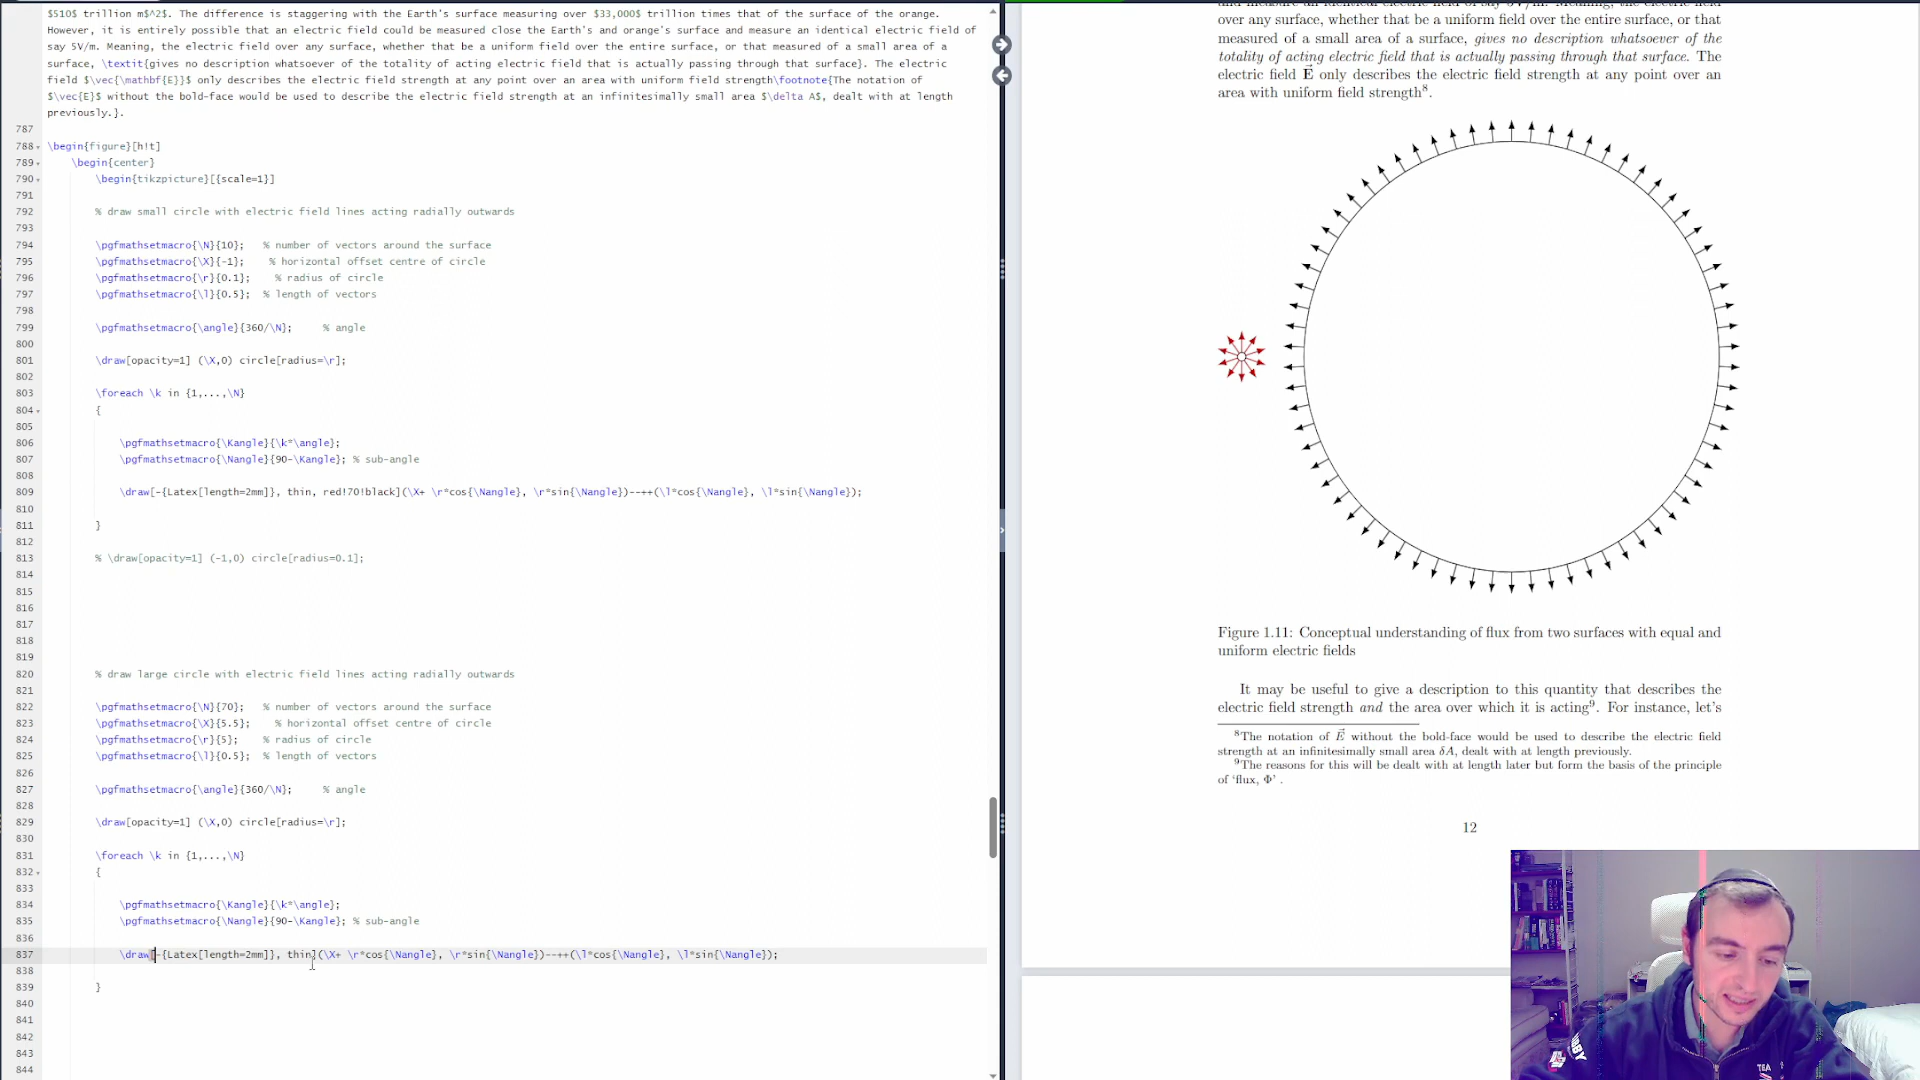 $510$ trillion m$^2$. The difference is staggering with the Earth's surface measuring over $33,000$ trillion times that of the surface of the orange.
However, it is entirely possible that an electric field could be measured close the Earth's and orange's surface and measure an identical electric field of
say 5V/m. Meaning, the electric field over any surface, whether that be a uniform field over the entire surface, or that measured of a small area of a
surface, \textit{gives no description whatsoever of the totality of acting electric field that is actually passing through that surface}. The electric
field $\vec{\mathbf{E}}$ only describes the electric field strength at any point over an area with uniform field strength\footnote{The notation of
$\vec{E}$ without the bold-face would be used to describe the electric field strength at an infinitesimally small area $\delta A$, dealt with at length
previously.}.
787
788 \begin{figure}[h!t]
789 \begin{center}
790 \begin{tikzpicture}[{scale=1}]
791
792 % draw small circle with electric field lines acting radially outwards
793
794 \pgfmathsetmacro{\N}{10}; % number of vectors around the surface
795 \pgfmathsetmacro{\X}{-1}; % horizontal offset centre of circle
796 \pgfmathsetmacro{\r}{0.1}; % radius of circle
797 \pgfmathsetmacro{\l}{0.5}; % length of vectors
798
799 \pgfmathsetmacro{\angle}{360/\N}; % angle
800
801 \draw[opacity=1] (\X,0) circle[radius=\r];
802
803 \foreach \k in {1,...,\N}
804 {
805
806 \pgfmathsetmacro{\Kangle}{\k*\angle};
807 \pgfmathsetmacro{\Nangle}{90-\Kangle}; % sub-angle
808
809 \draw[-{Latex[length=2mm]}, thin, red!70!black](\X+ \r*cos{\Nangle}, \r*sin{\Nangle})--++(\l*cos{\Nangle}, \l*sin{\Nangle});
810
811 }
812
813 % \draw[opacity=1] (-1,0) circle[radius=0.1];
814
815
816
817
818
819
820 % draw large circle with electric field lines acting radially outwards
821
822 \pgfmathsetmacro{\N}{70}; % number of vectors around the surface
823 \pgfmathsetmacro{\X}{5.5}; % horizontal offset centre of circle
824 \pgfmathsetmacro{\r}{5}; % radius of circle
825 \pgfmathsetmacro{\l}{0.5}; % length of vectors
826
827 \pgfmathsetmacro{\angle}{360/\N}; % angle
828
829 \draw[opacity=1] (\X,0) circle[radius=\r];
830
831 \foreach \k in {1,...,\N}
832 {
833
834 \pgfmathsetmacro{\Kangle}{\k*\angle};
835 \pgfmathsetmacro{\Nangle}{90-\Kangle}; % sub-angle
836
837 \draw[-{Latex[length=2mm]}, thin](\X+ \r*cos{\Nangle}, \r*sin{\Nangle})--++(\l*cos{\Nangle}, \l*sin{\Nangle});
838
839 }
840
841
842
843
844
over any surface, whether that be a uniform field over the entire surface, or that
measured of a small area of a surface, gives no description whatsoever of the
totality of acting electric field that is actually passing through that surface. The
electric field E⃗ only describes the electric field strength at any point over an
area with uniform field strength⁸.
Figure 1.11: Conceptual understanding of flux from two surfaces with equal and
uniform electric fields
It may be useful to give a description to this quantity that describes the
electric field strength and the area over which it is acting⁹. For instance, let's
⁸The notation of E⃗ without the bold-face would be used to describe the electric field
strength at an infinitesimally small area δA, dealt with at length previously.
⁹The reasons for this will be dealt with at length later but form the basis of the principle
of 'flux, Φ' .
12